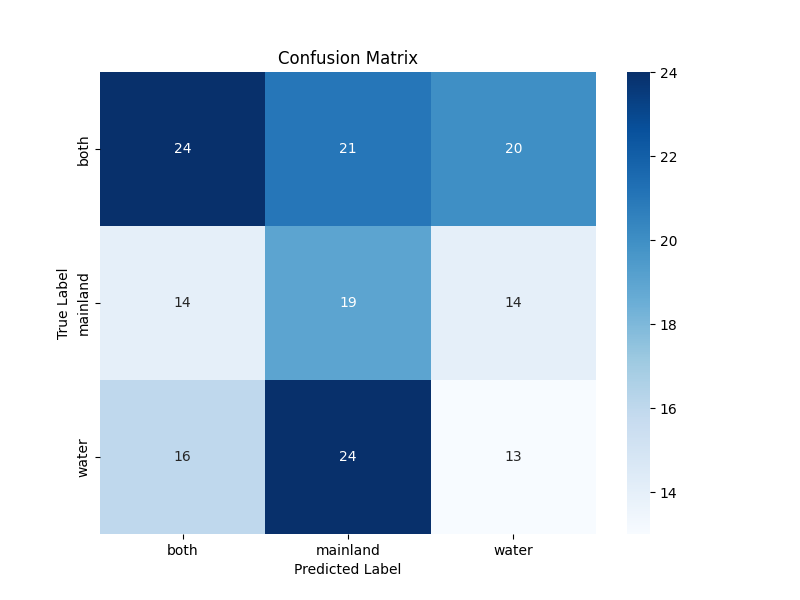 Confusion Matrix
True Label
both
24 21 20
mainland
14 19 14
water
16 24 13
both mainland water
Predicted Label
24
22
20
18
16
14